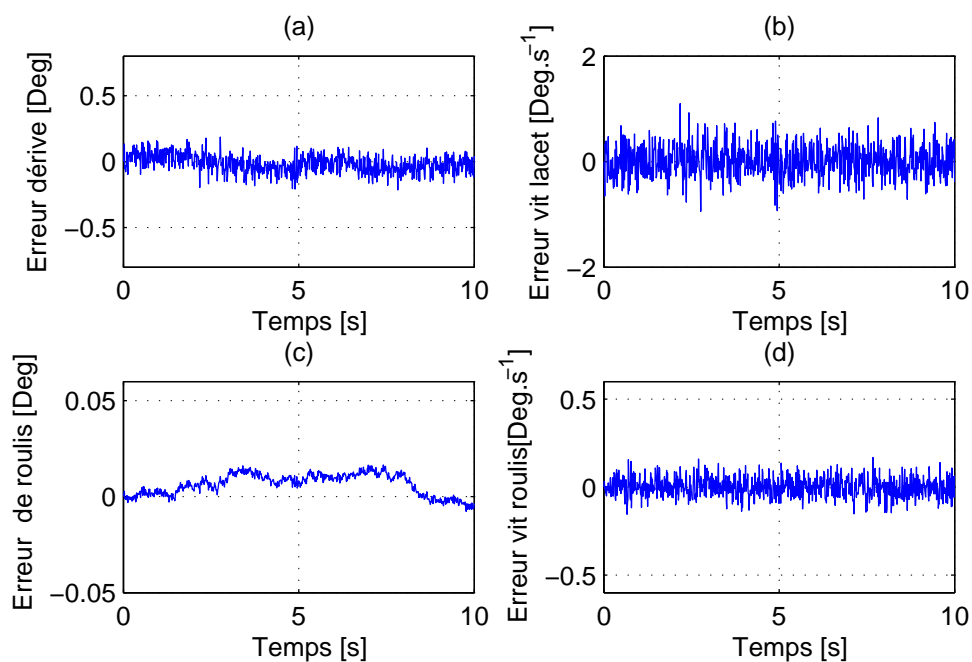 (a)
Erreur dérive [Deg]
0.5
0
−0.5
0
5
10
Temps [s]
(b)
Erreur vit lacet [Deg.s⁻¹]
2
0
−2
0
5
10
Temps [s]
(c)
Erreur de roulis [Deg]
0.05
0
−0.05
0
5
10
Temps [s]
(d)
Erreur vit roulis[Deg.s⁻¹]
0.5
0
−0.5
0
5
10
Temps [s]